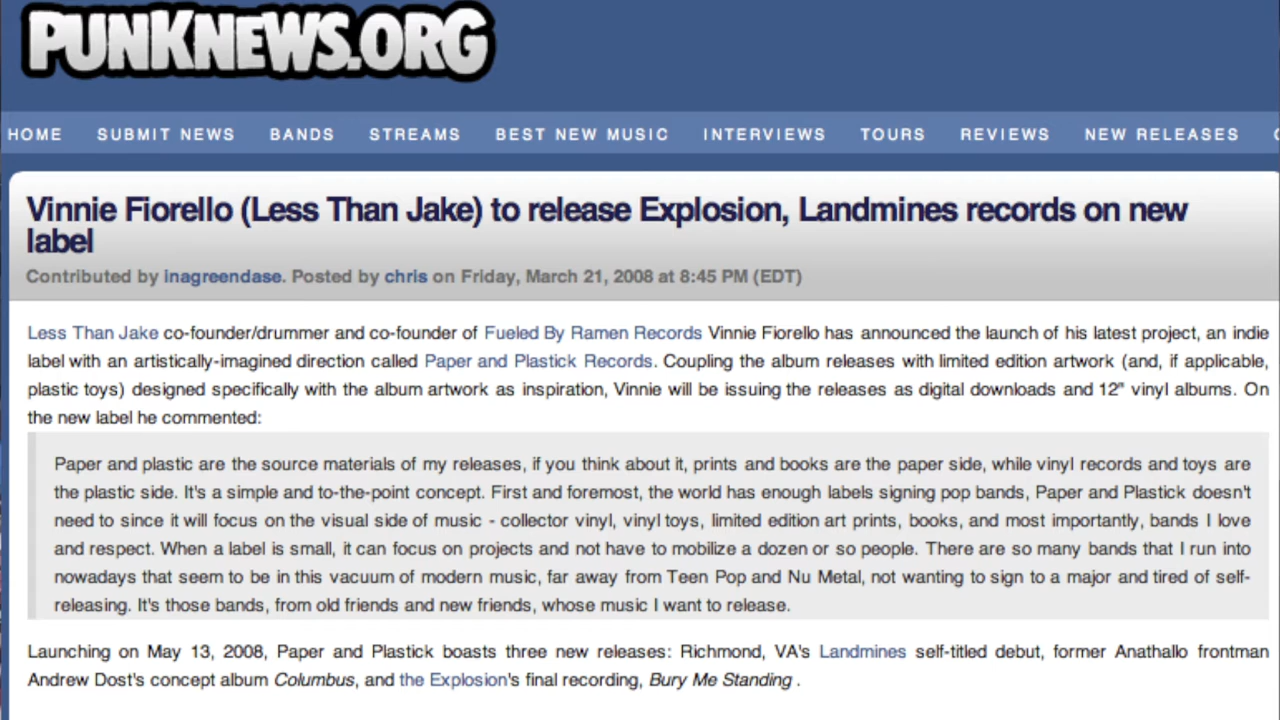 PUNKNEWS.ORG
HOME SUBMIT NEWS BANDS STREAMS BEST NEW MUSIC INTERVIEWS TOURS REVIEWS NEW RELEASES
Vinnie Fiorello (Less Than Jake) to release Explosion, Landmines records on new
label
Contributed by inagreendase. Posted by chris on Friday, March 21, 2008 at 8:45 PM (EDT)
Less Than Jake co-founder/drummer and co-founder of Fueled By Ramen Records Vinnie Fiorello has announced the launch of his latest project, an indie
label with an artistically-imagined direction called Paper and Plastick Records. Coupling the album releases with limited edition artwork (and, if applicable,
plastic toys) designed specifically with the album artwork as inspiration, Vinnie will be issuing the releases as digital downloads and 12" vinyl albums. On
the new label he commented:
Paper and plastic are the source materials of my releases, if you think about it, prints and books are the paper side, while vinyl records and toys are
the plastic side. It's a simple and to-the-point concept. First and foremost, the world has enough labels signing pop bands, Paper and Plastick doesn't
need to since it will focus on the visual side of music - collector vinyl, vinyl toys, limited edition art prints, books, and most importantly, bands I love
and respect. When a label is small, it can focus on projects and not have to mobilize a dozen or so people. There are so many bands that I run into
nowadays that seem to be in this vacuum of modern music, far away from Teen Pop and Nu Metal, not wanting to sign to a major and tired of self-
releasing. It's those bands, from old friends and new friends, whose music I want to release.
Launching on May 13, 2008, Paper and Plastick boasts three new releases: Richmond, VA's Landmines self-titled debut, former Anathallo frontman
Andrew Dost's concept album Columbus, and the Explosion's final recording, Bury Me Standing .